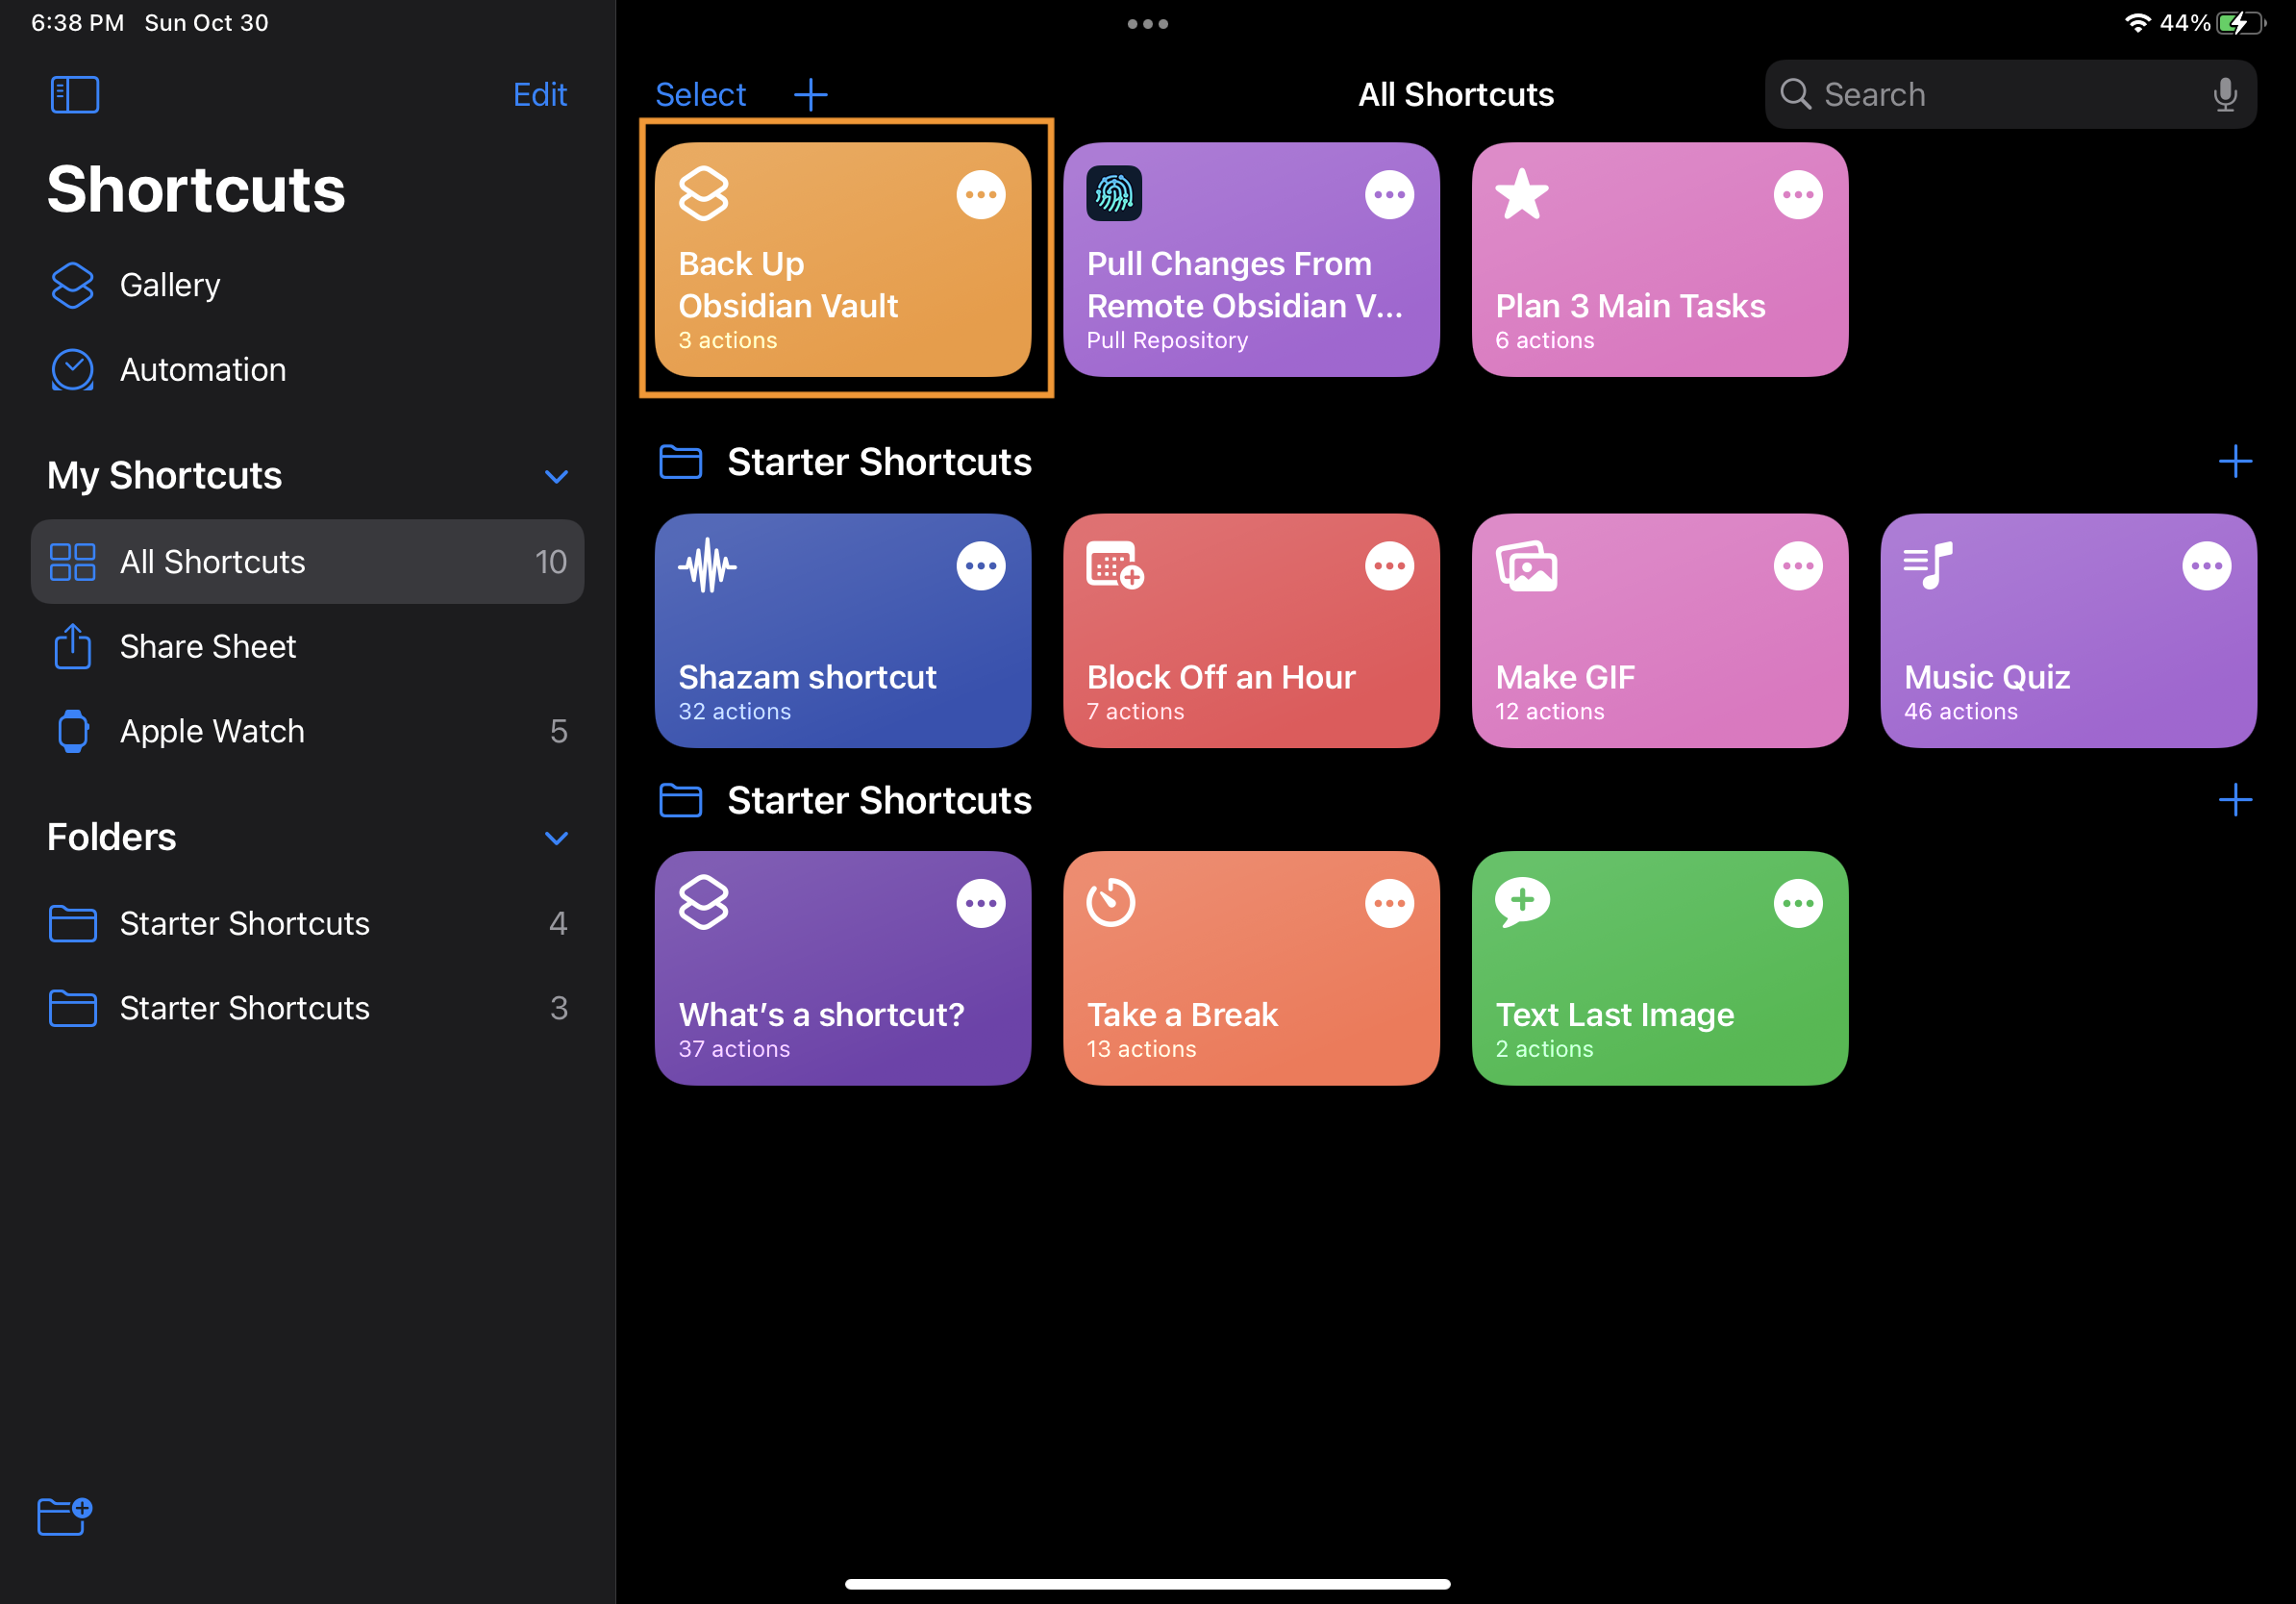 6:38 PM Sun Oct 30
44%
Edit
Shortcuts
Gallery
Automation
My Shortcuts
All Shortcuts 10
Share Sheet
Apple Watch 5
Folders
Starter Shortcuts 4
Starter Shortcuts 3
Select
All Shortcuts
Search
Back Up
Obsidian Vault
3 actions
Pull Changes From
Remote Obsidian V...
Pull Repository
Plan 3 Main Tasks
6 actions
Starter Shortcuts
Shazam shortcut
32 actions
Block Off an Hour
7 actions
Make GIF
12 actions
Music Quiz
46 actions
Starter Shortcuts
What’s a shortcut?
37 actions
Take a Break
13 actions
Text Last Image
2 actions